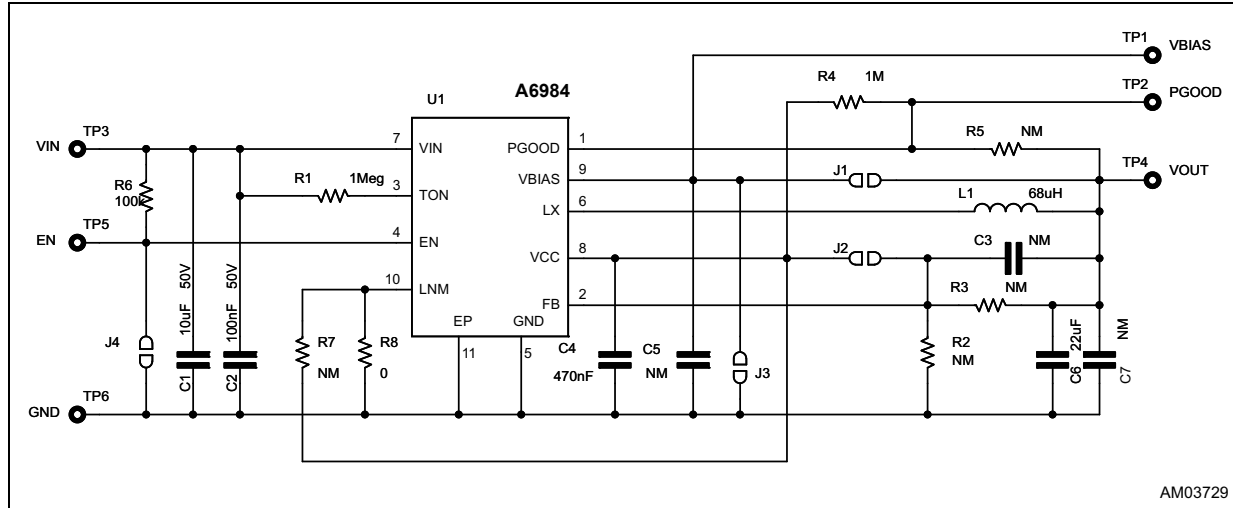 TP1
VBIAS
R4 1M
TP2
PGOOD
U1
A6984
TP3
VIN
7
VIN
PGOOD
1
R5 NM
R6
100k
R1 1Meg
3
TON
VBIAS
9
J1
TP4
VOUT
LX
6
L1 68uH
TP5
EN
4
EN
VCC
8
J2
C3 NM
10
LNM
FB
2
R3
NM
10uF 50V
100nF 50V
EP
GND
J4
C1
C2
R7
NM
R8
0
11
5
C4
470nF
C5
NM
J3
R2
NM
22uF
C6
NM
C7
TP6
GND
AM03729